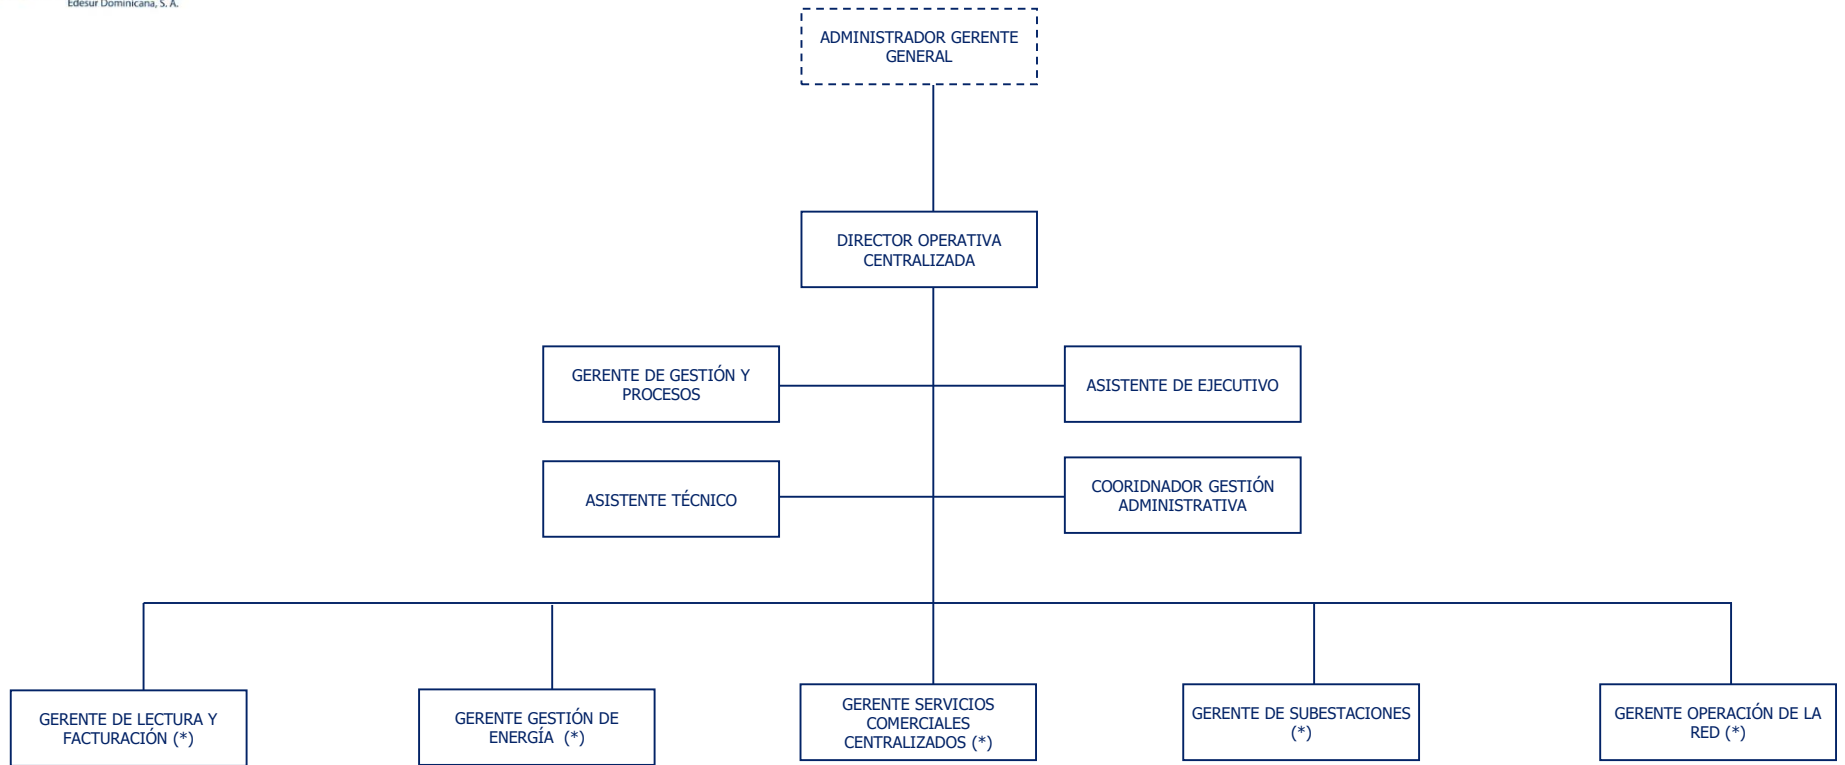 Edesur Dominicana, S. A.
ADMINISTRADOR GERENTE
GENERAL
DIRECTOR OPERATIVA
CENTRALIZADA
GERENTE DE GESTIÓN Y
PROCESOS
ASISTENTE DE EJECUTIVO
ASISTENTE TÉCNICO
COORIDNADOR GESTIÓN
ADMINISTRATIVA
GERENTE DE LECTURA Y
FACTURACIÓN (*)
GERENTE GESTIÓN DE
ENERGÍA  (*)
GERENTE SERVICIOS
COMERCIALES
CENTRALIZADOS (*)
GERENTE DE SUBESTACIONES
(*)
GERENTE OPERACIÓN DE LA
RED (*)